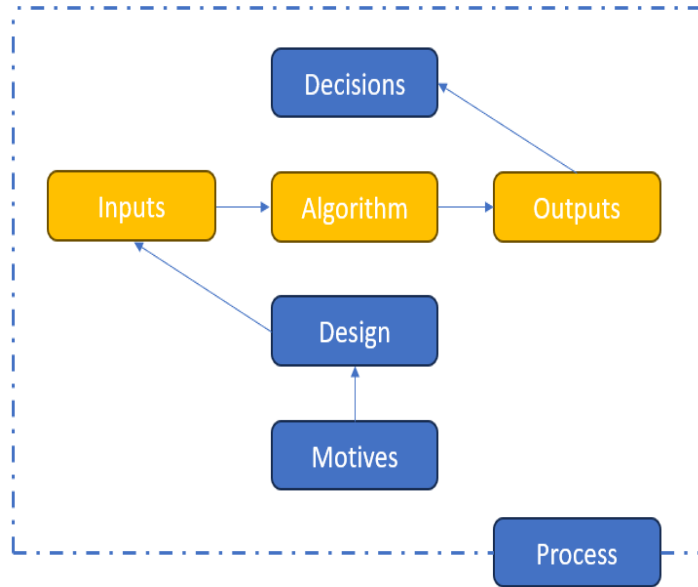 Decisions
Inputs
Algorithm
Outputs
Design
Motives
Process